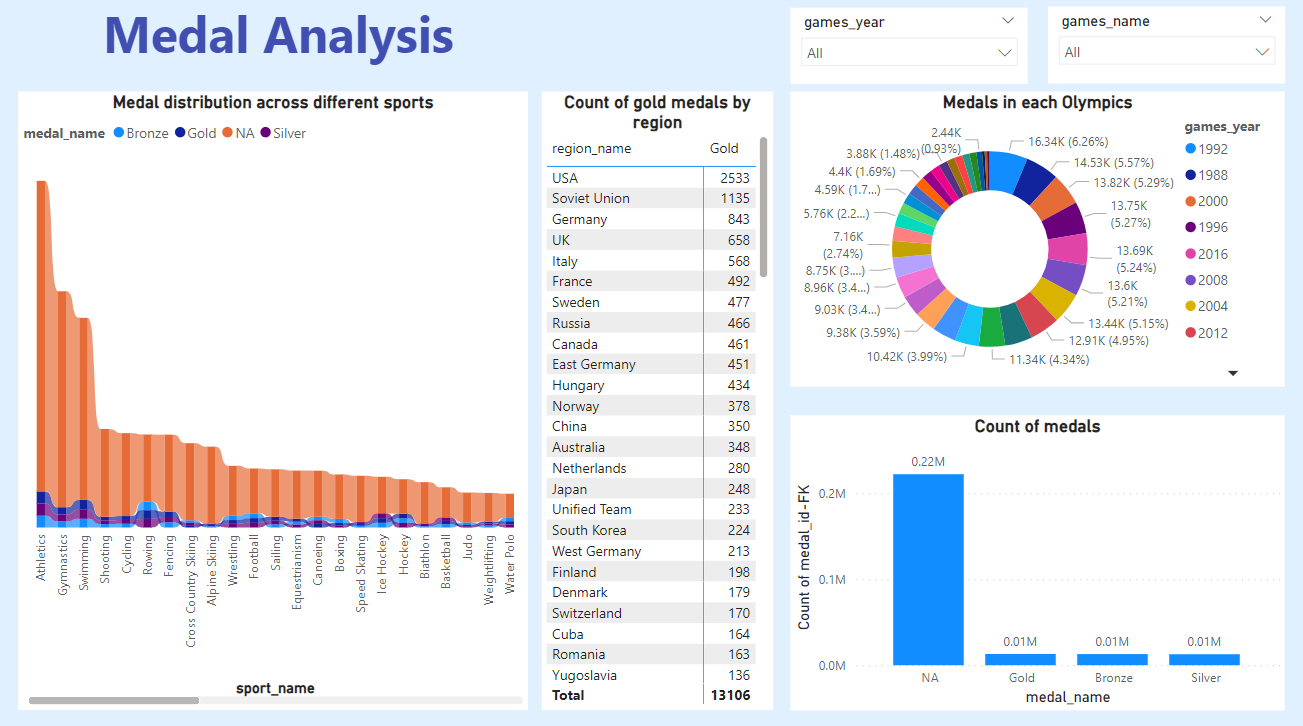 Medal Analysis
games_year
All
games_name
All
Medal distribution across different sports
medal_name Bronze Gold NA Silver
Athletics
Gymnastics
Swimming
Shooting
Cycling
Rowing
Fencing
Cross Country Skiing
Alpine Skiing
Wrestling
Football
Sailing
Equestrianism
Canoeing
Boxing
Speed Skating
Ice Hockey
Hockey
Biathlon
Basketball
Judo
Weightlifting
Water Polo
sport_name
Count of gold medals by
region
region_name Gold
USA 2533
Soviet Union 1135
Germany 843
UK 658
Italy 568
France 492
Sweden 477
Russia 466
Canada 461
East Germany 451
Hungary 434
Norway 378
China 350
Australia 348
Netherlands 280
Japan 248
Unified Team 233
South Korea 224
West Germany 213
Finland 198
Denmark 179
Switzerland 170
Cuba 164
Romania 163
Yugoslavia 136
Total 13106
Medals in each Olympics
16.34K (6.26%)
14.53K (5.57%)
13.82K (5.29%)
13.75K
(5.27%)
13.69K
(5.24%)
13.6K
(5.21%)
13.44K (5.15%)
12.91K (4.95%)
11.34K (4.34%)
10.42K (3.99%)
9.38K (3.59%)
9.03K (3.4...)
8.96K (3.4...)
8.75K (3....)
7.16K
(2.74%)
5.76K (2.2...)
4.59K (1.7...)
4.4K (1.69%)
3.88K (1.48%)
2.44K
(0.93%)
games_year
1992
1988
2000
1996
2016
2008
2004
2012
Count of medals
Count of medal_id-FK
0.2M
0.1M
0.0M
0.22M
0.01M
0.01M
0.01M
NA
Gold
Bronze
Silver
medal_name